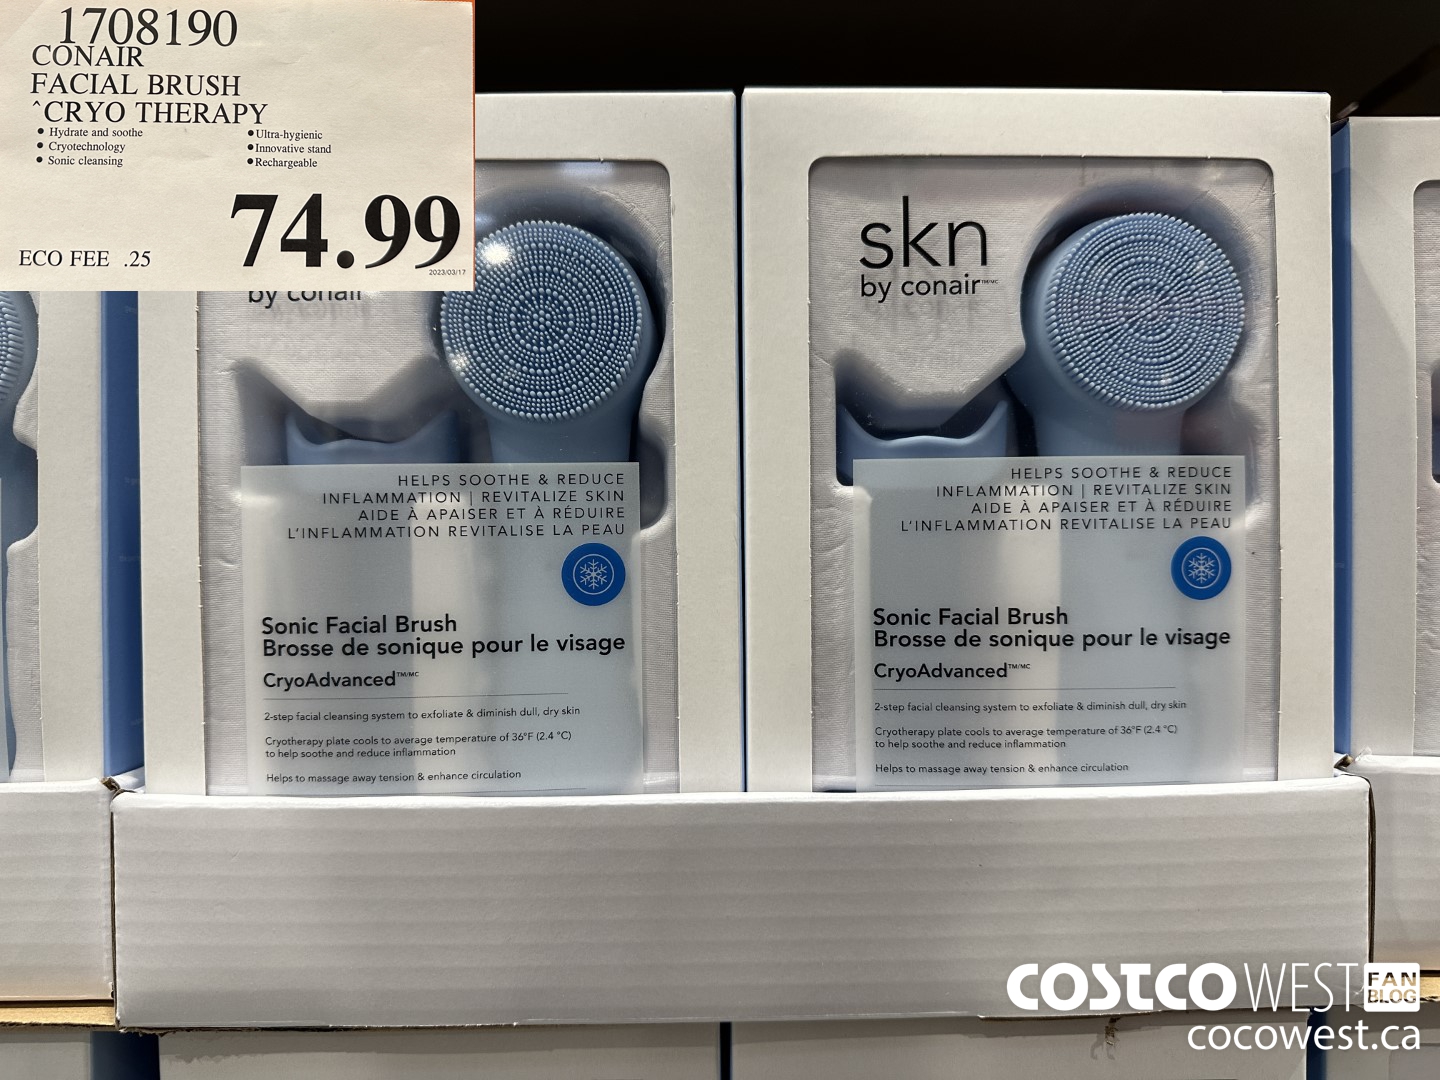 1708190
CONAIR
FACIAL BRUSH
^CRYO THERAPY
• Hydrate and soothe
• Cryotechnology
• Sonic cleansing
• Ultra-hygienic
• Innovative stand
• Rechargeable
74.99
ECO FEE .25
2023/03/17
by conair
HELPS SOOTHE & REDUCE
INFLAMMATION | REVITALIZE SKIN
AIDE À APAISER ET À RÉDUIRE
L'INFLAMMATION REVITALISE LA PEAU
Sonic Facial Brush
Brosse de sonique pour le visage
CryoAdvanced™/MC
2-step facial cleansing system to exfoliate & diminish dull, dry skin
Cryotherapy plate cools to average temperature of 36°F (2.4 °C)
to help soothe and reduce inflammation
Helps to massage away tension & enhance circulation
skn
by conair™/MC
HELPS SOOTHE & REDUCE
INFLAMMATION | REVITALIZE SKIN
AIDE À APAISER ET À RÉDUIRE
L'INFLAMMATION REVITALISE LA PEAU
Sonic Facial Brush
Brosse de sonique pour le visage
CryoAdvanced™/MC
2-step facial cleansing system to exfoliate & diminish dull, dry skin
Cryotherapy plate cools to average temperature of 36°F (2.4 °C)
to help soothe and reduce inflammation
Helps to massage away tension & enhance circulation
COSTCO WEST FAN BLOG
cocowest.ca